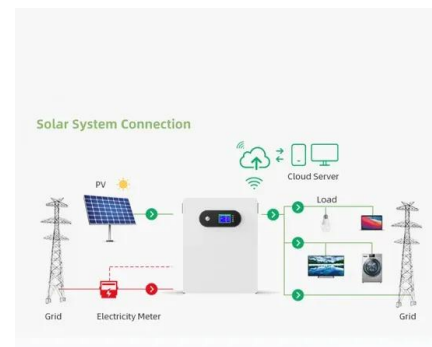 Solar System Connection
Cloud Server
PV
Load
Grid
Electricity Meter
Grid